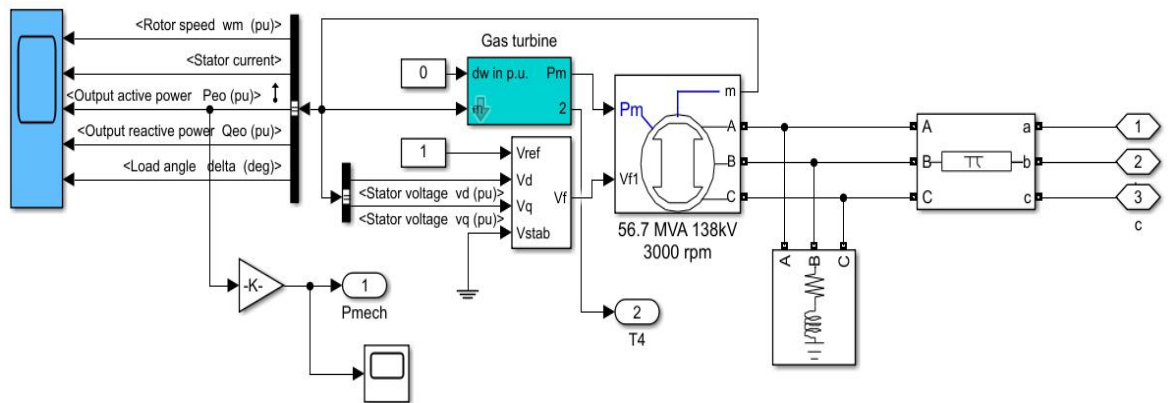 <Rotor speed wm (pu)>
<Stator current>
<Output active power Peo (pu)>
<Output reactive power Qeo (pu)>
<Load angle delta (deg)>
Gas turbine
0
dw in p.u. Pm
in 2
1
Vref
Vd
Vq
Vstab
Vf
<Stator voltage vd (pu)>
<Stator voltage vq (pu)>
Pm
m
Vf1
A
B
C
56.7 MVA 138kV
3000 rpm
A a
B b
C c
1
2
3
c
A B C
-K-
1
Pmech
2
T4